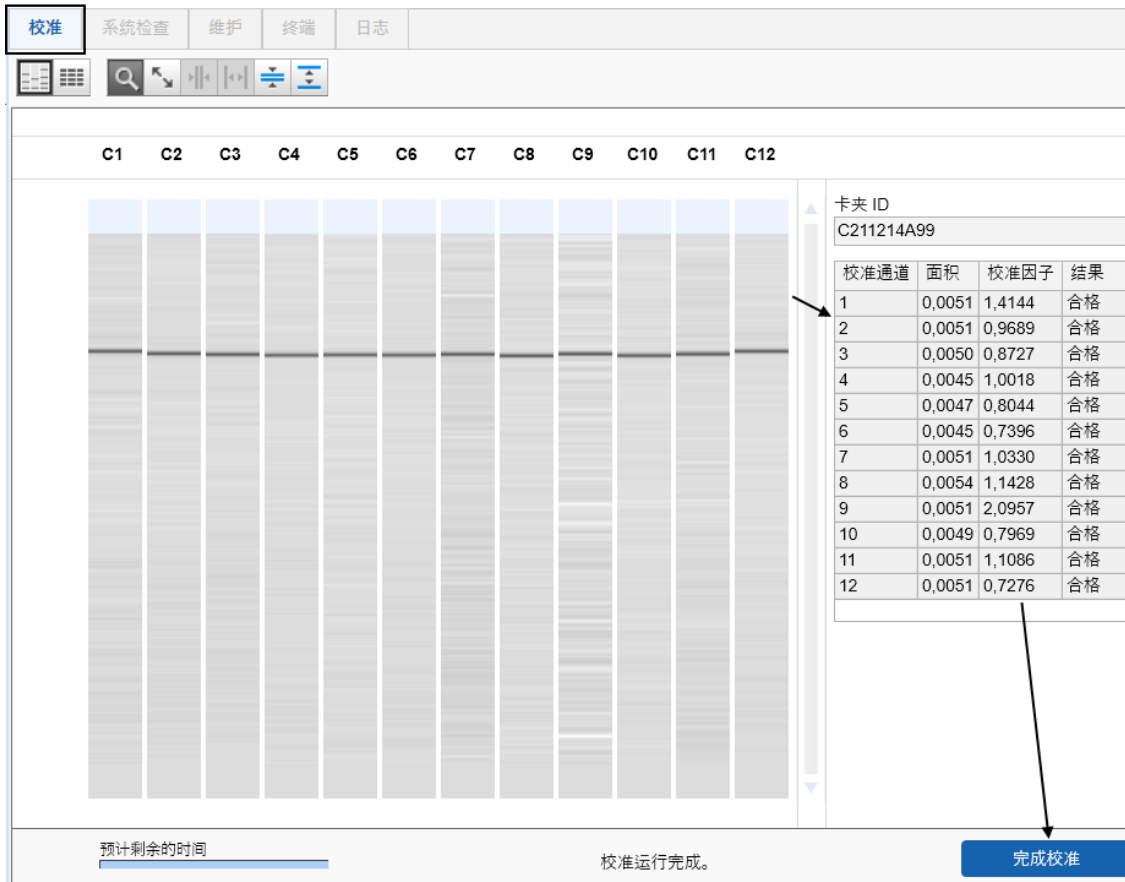 校准 系统检查 维护 终端 日志
C1 C2 C3 C4 C5 C6 C7 C8 C9 C10 C11 C12
卡夹 ID
C211214A99
校准通道 面积 校准因子 结果
1 0,0051 1,4144 合格
2 0,0051 0,9689 合格
3 0,0050 0,8727 合格
4 0,0045 1,0018 合格
5 0,0047 0,8044 合格
6 0,0045 0,7396 合格
7 0,0051 1,0330 合格
8 0,0054 1,1428 合格
9 0,0051 2,0957 合格
10 0,0049 0,7969 合格
11 0,0051 1,1086 合格
12 0,0051 0,7276 合格
预计剩余的时间
校准运行完成。
完成校准